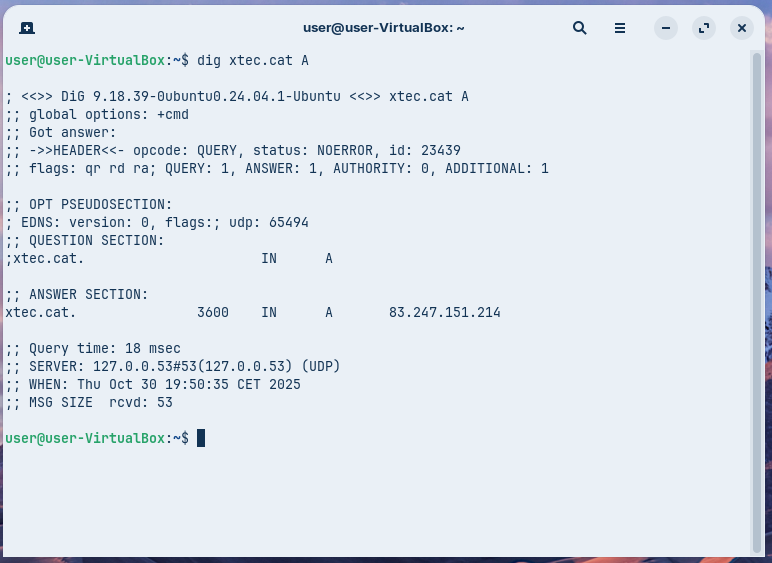 user@user-VirtualBox: ~
user@user-VirtualBox:~$ dig xtec.cat A
; <<>> DiG 9.18.39-0ubuntu0.24.04.1-Ubuntu <<>> xtec.cat A
;; global options: +cmd
;; Got answer:
;; ->>HEADER<<- opcode: QUERY, status: NOERROR, id: 23439
;; flags: qr rd ra; QUERY: 1, ANSWER: 1, AUTHORITY: 0, ADDITIONAL: 1
;; OPT PSEUDOSECTION:
; EDNS: version: 0, flags:; udp: 65494
;; QUESTION SECTION:
;xtec.cat.                      IN      A
;; ANSWER SECTION:
xtec.cat.               3600    IN      A       83.247.151.214
;; Query time: 18 msec
;; SERVER: 127.0.0.53#53(127.0.0.53) (UDP)
;; WHEN: Thu Oct 30 19:50:35 CET 2025
;; MSG SIZE  rcvd: 53
user@user-VirtualBox:~$